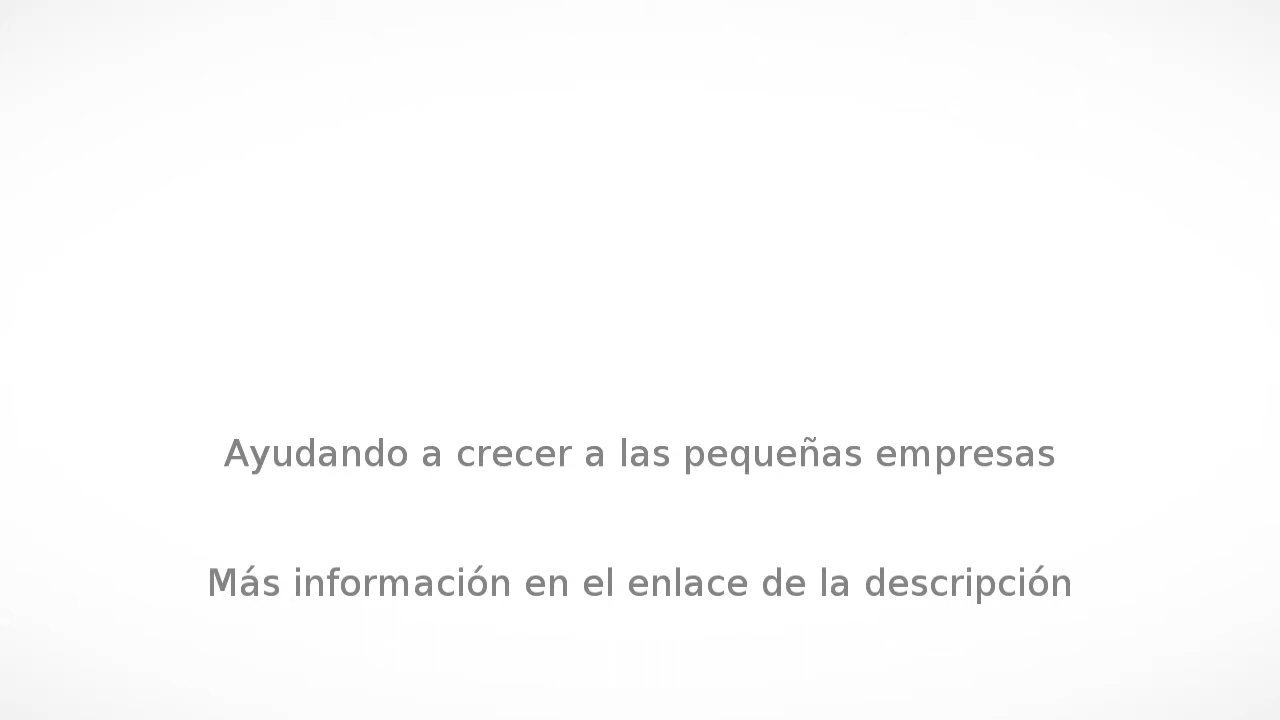 Ayudando a crecer a las pequeñas empresas
Más información en el enlace de la descripción